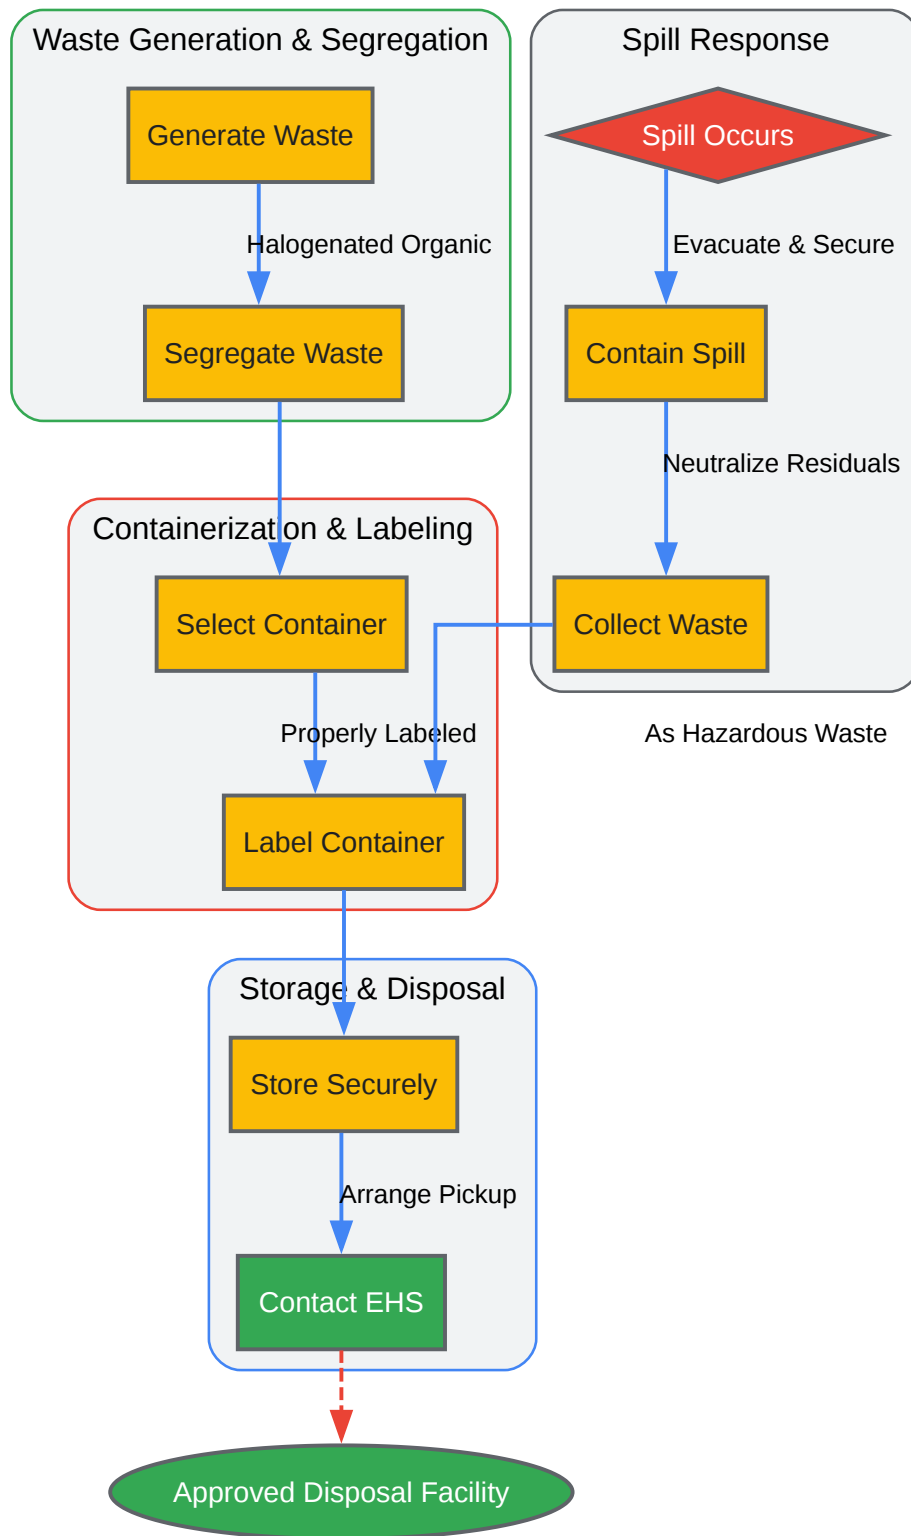 Waste Generation & Segregation
Generate Waste
Halogenated Organic
Segregate Waste
Spill Response
Spill Occurs
Evacuate & Secure
Contain Spill
Neutralize Residuals
Collect Waste
As Hazardous Waste
Containerization & Labeling
Select Container
Properly Labeled
Label Container
Storage & Disposal
Store Securely
Arrange Pickup
Contact EHS
Approved Disposal Facility